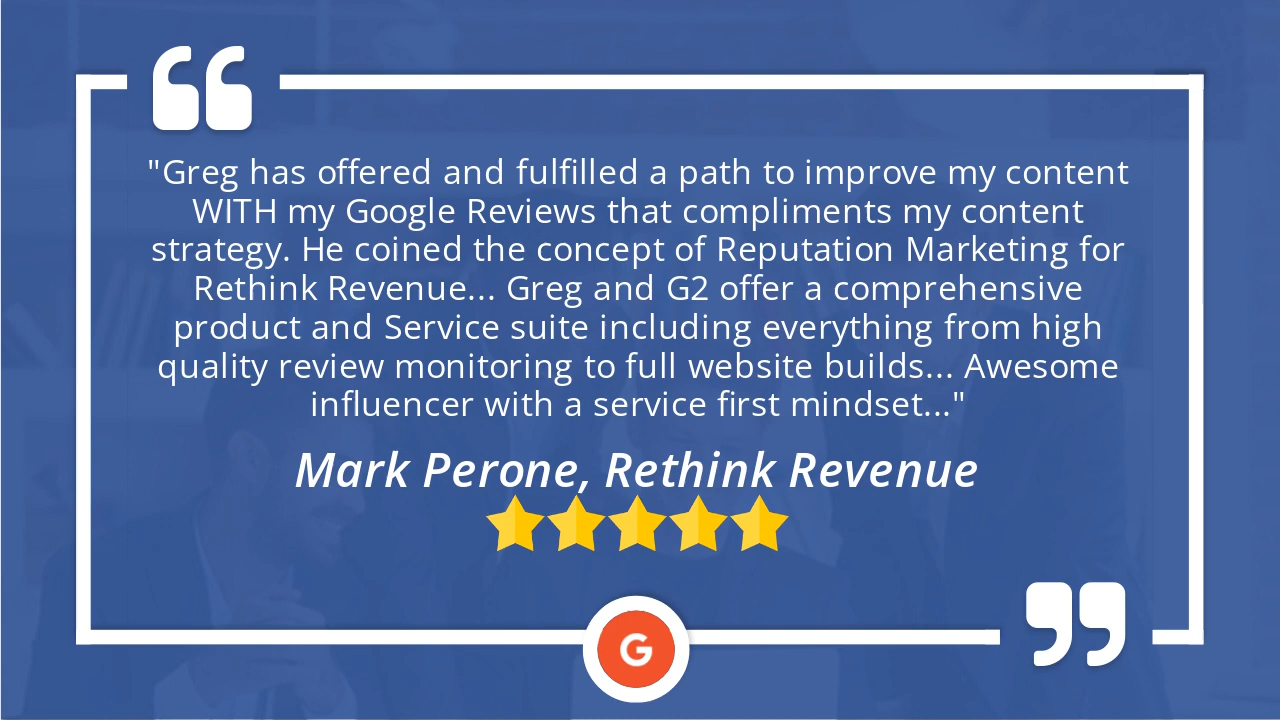 "Greg has offered and fulfilled a path to improve my content
WITH my Google Reviews that compliments my content
strategy. He coined the concept of Reputation Marketing for
Rethink Revenue... Greg and G2 offer a comprehensive
product and Service suite including everything from high
quality review monitoring to full website builds... Awesome
influencer with a service first mindset..."
Mark Perone, Rethink Revenue
G